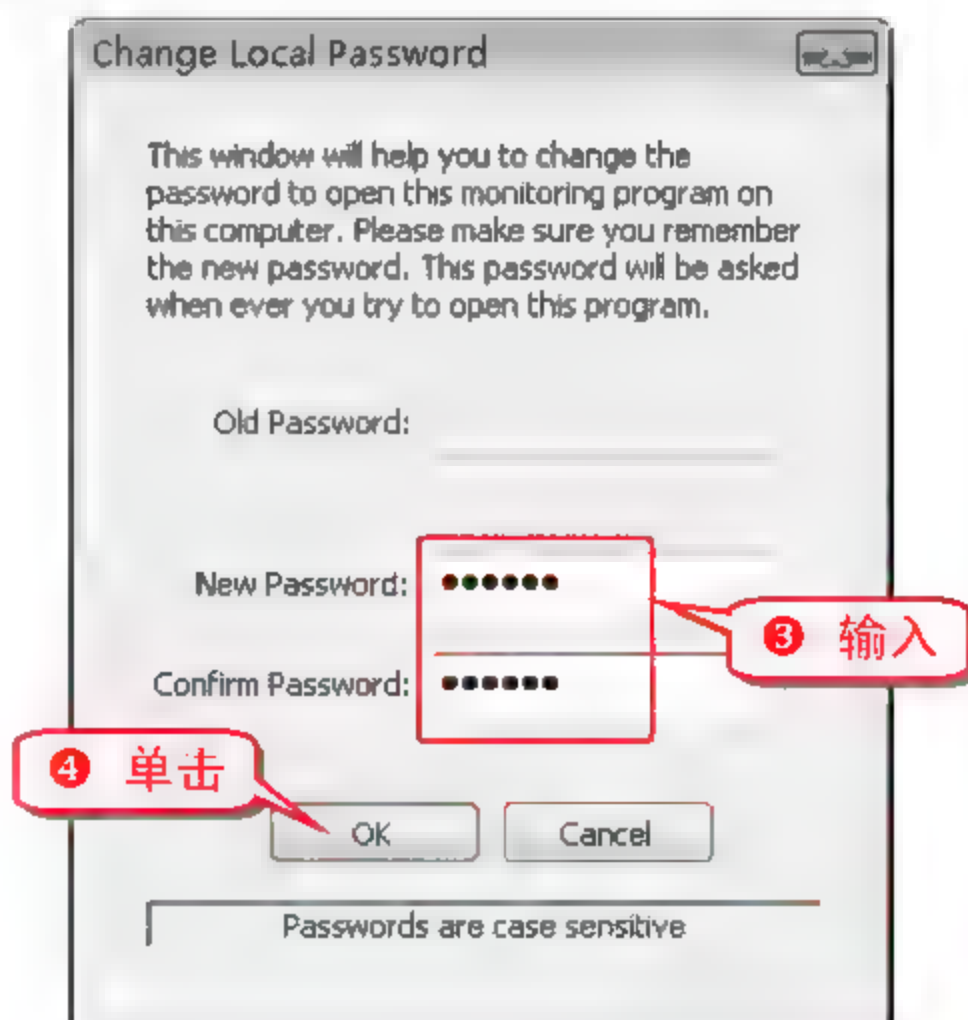 Change Local Password
This window will help you to change the
password to open this monitoring program on
this computer. Please make sure you remember
the new password. This password will be asked
when ever you try to open this program.
Old Password:
New Password: ●●●●●●
❸ 输入
Confirm Password: ●●●●●●
❹ 单击
OK
Cancel
Passwords are case sensitive